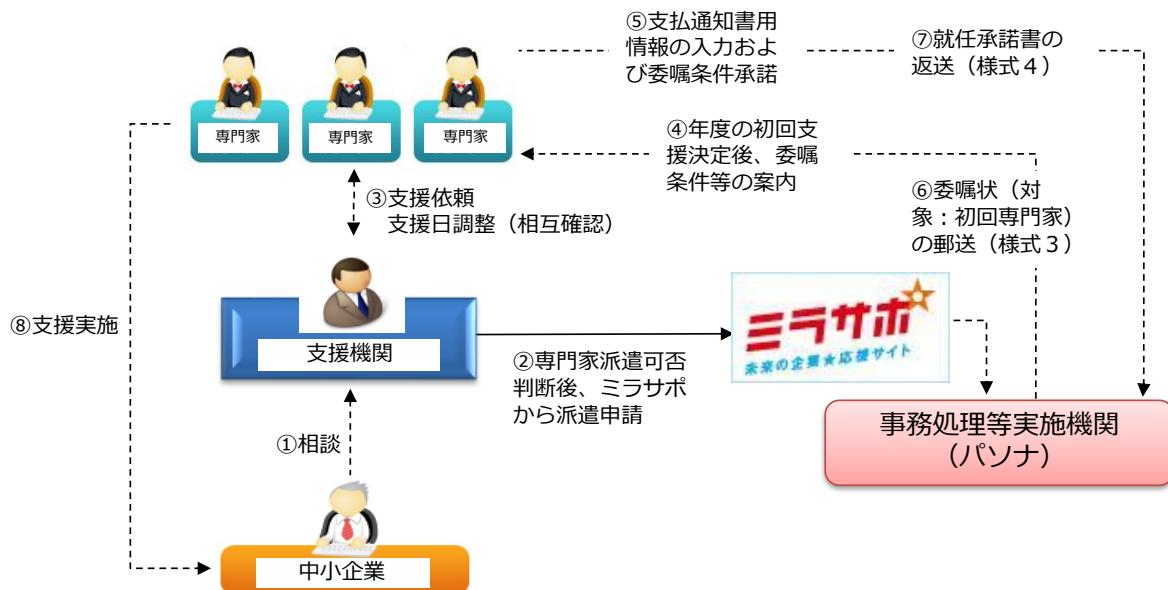 ⑤支払通知書用
情報の入力およ
び委嘱条件承諾
⑦就任承諾書の
返送（様式４）
専門家
専門家
専門家
④年度の初回支
援決定後、委嘱
条件等の案内
③支援依頼
支援日調整（相互確認）
⑥委嘱状（対
象：初回専門家）
の郵送（様式３）
ミラサポ
未来の企業★応援サイト
⑧支援実施
支援機関
②専門家派遣可否
判断後、ミラサポ
から派遣申請
事務処理等実施機関
（パソナ）
①相談
中小企業